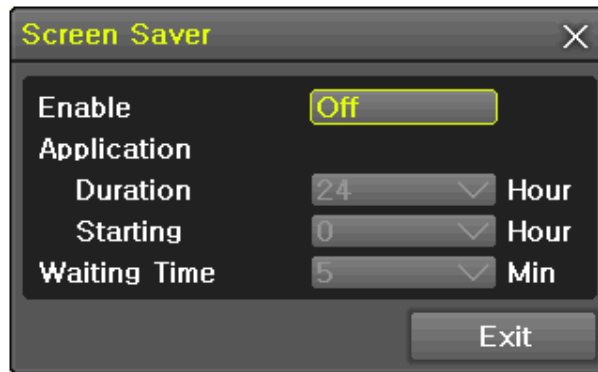 Screen Saver
Enable Off
Application
Duration 24 Hour
Starting 0 Hour
Waiting Time 5 Min
Exit